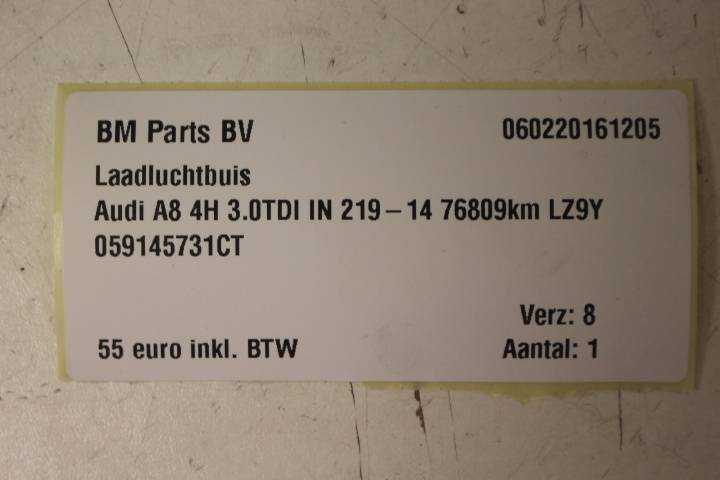 BM Parts BV 060220161205
Laadluchtbuis
Audi A8 4H 3.0TDI IN 219-14 76809km LZ9Y
059145731CT
Verz: 8
55 euro inkl. BTW Aantal: 1